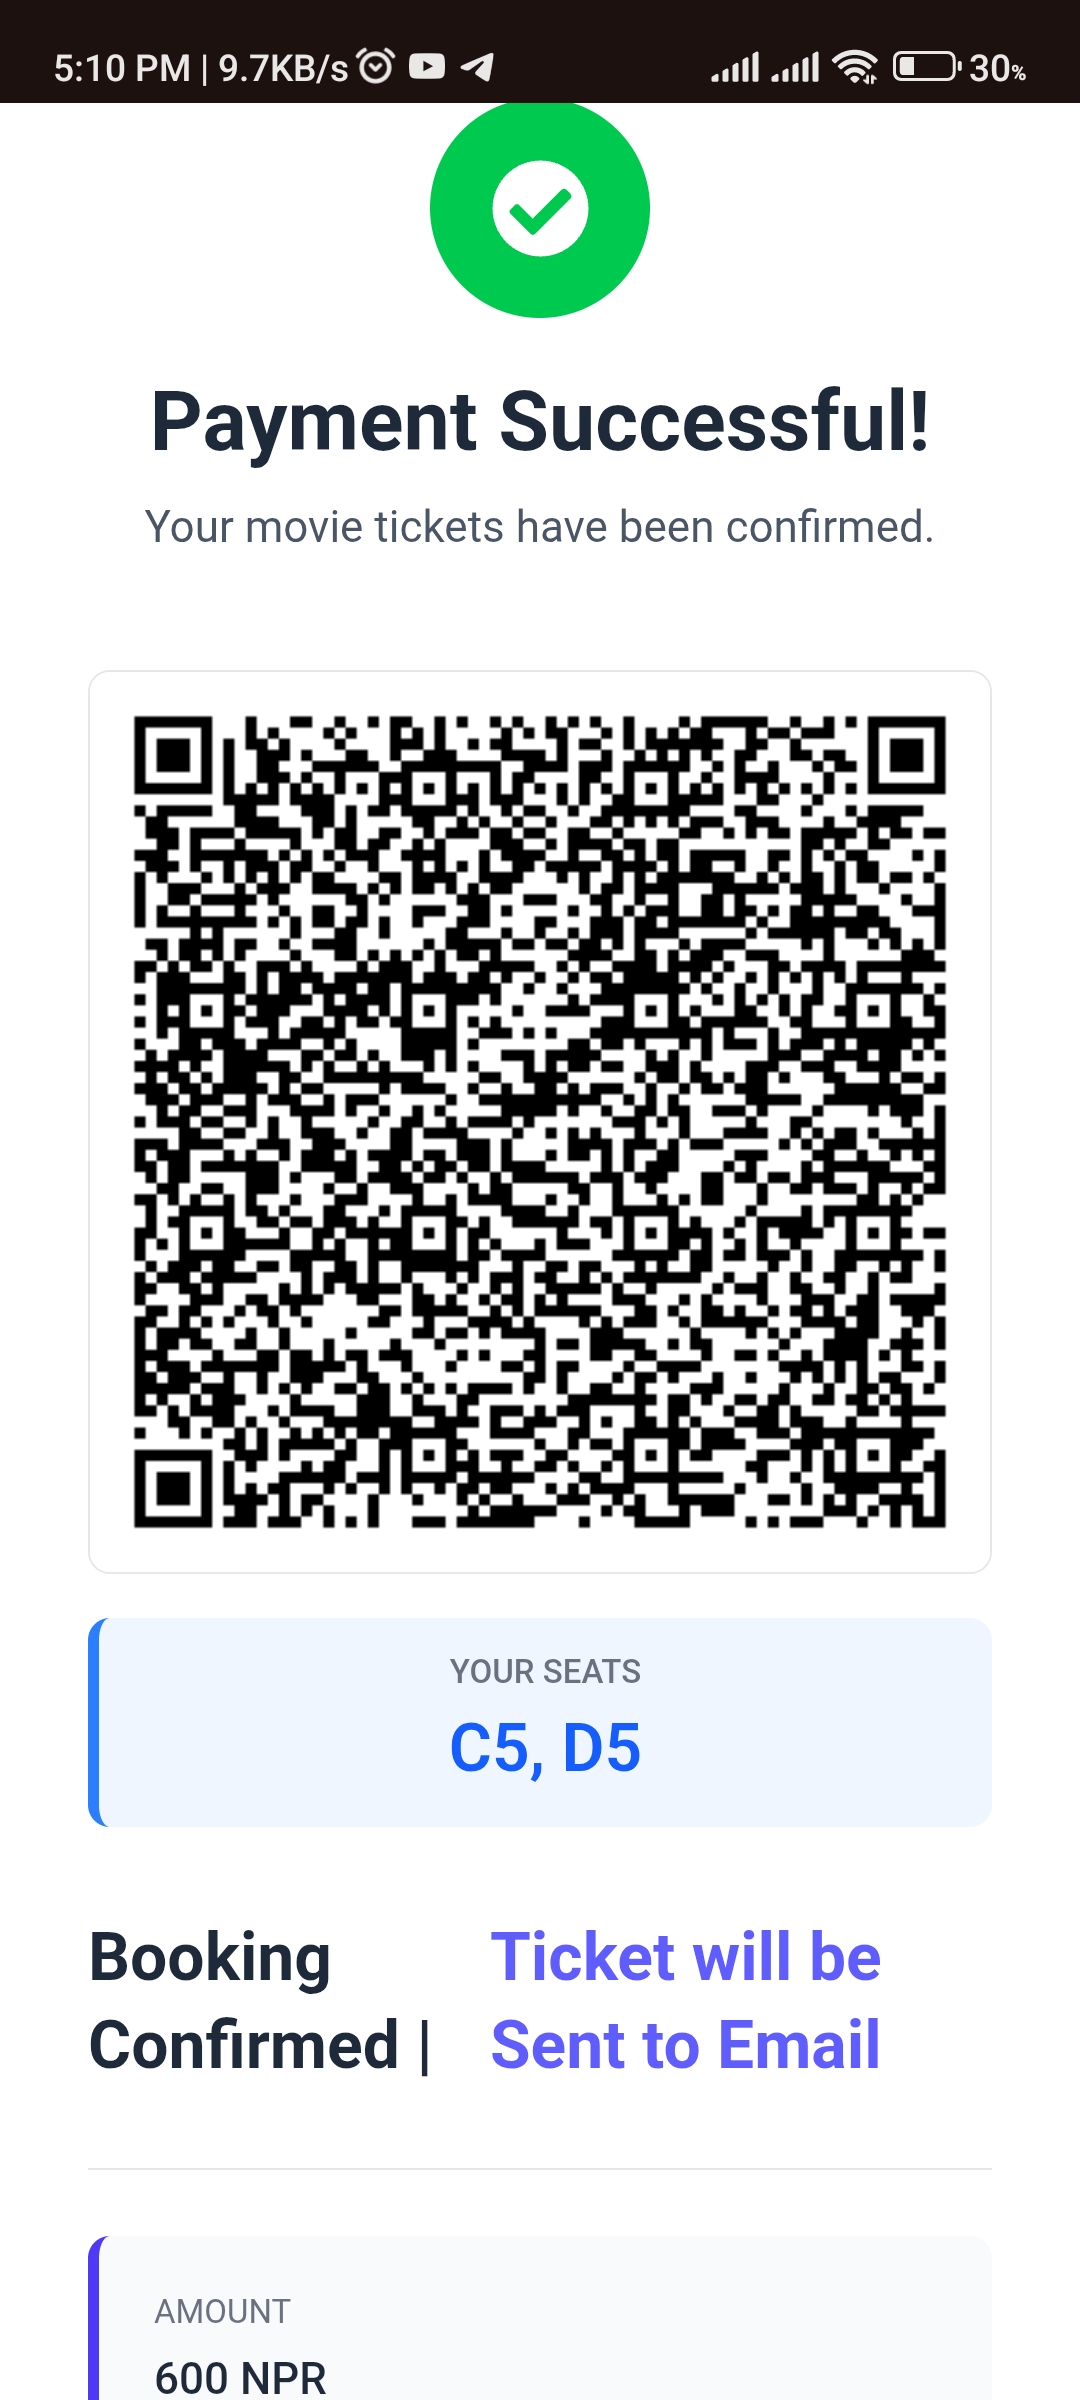 5:10 PM | 9.7KB/s 30%
Payment Successful!
Your movie tickets have been confirmed.
YOUR SEATS
C5, D5
Booking Confirmed |
Ticket will be Sent to Email
AMOUNT
600 NPR